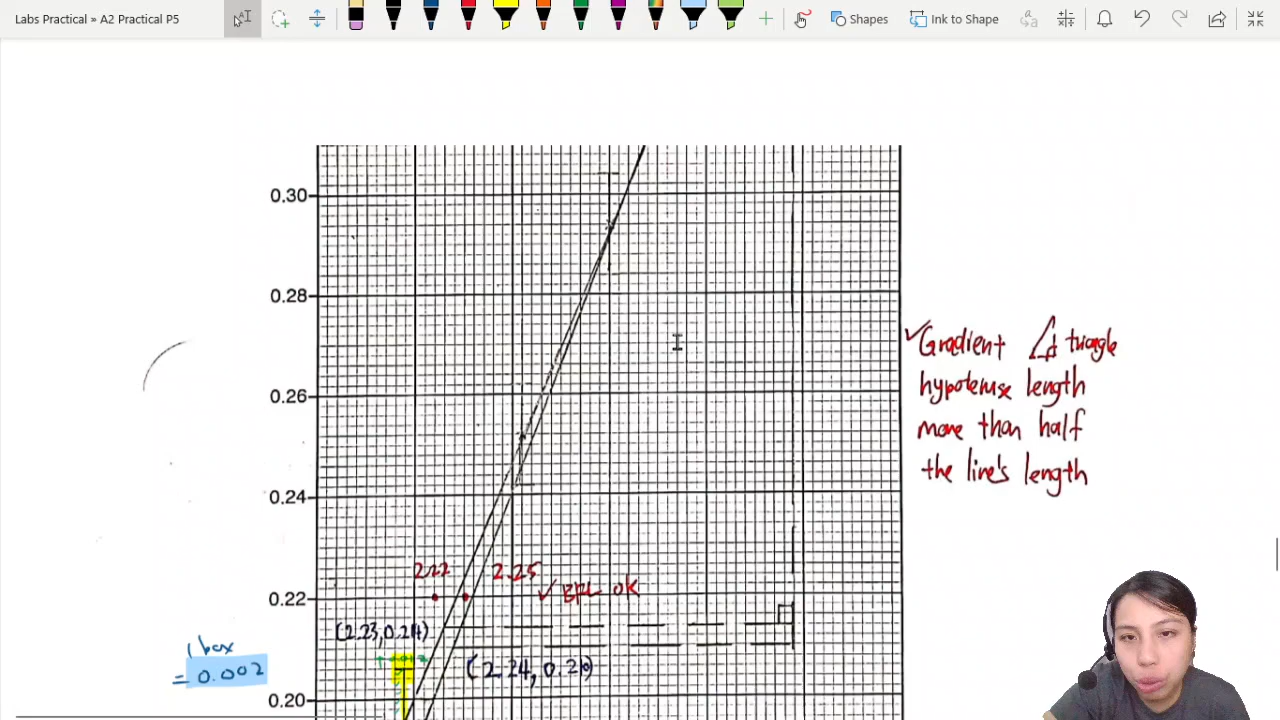 Labs Practical » A2 Practical P5
Shapes
Ink to Shape
0.30
0.28
0.26
0.24
0.22
0.20
✓Gradient triangle
hypotenuse length
more than half
the line's length
2.22
2.25
✓ BFL ok
(2.23,0.214)
(2.24, 0.210)
1 box
= 0.002